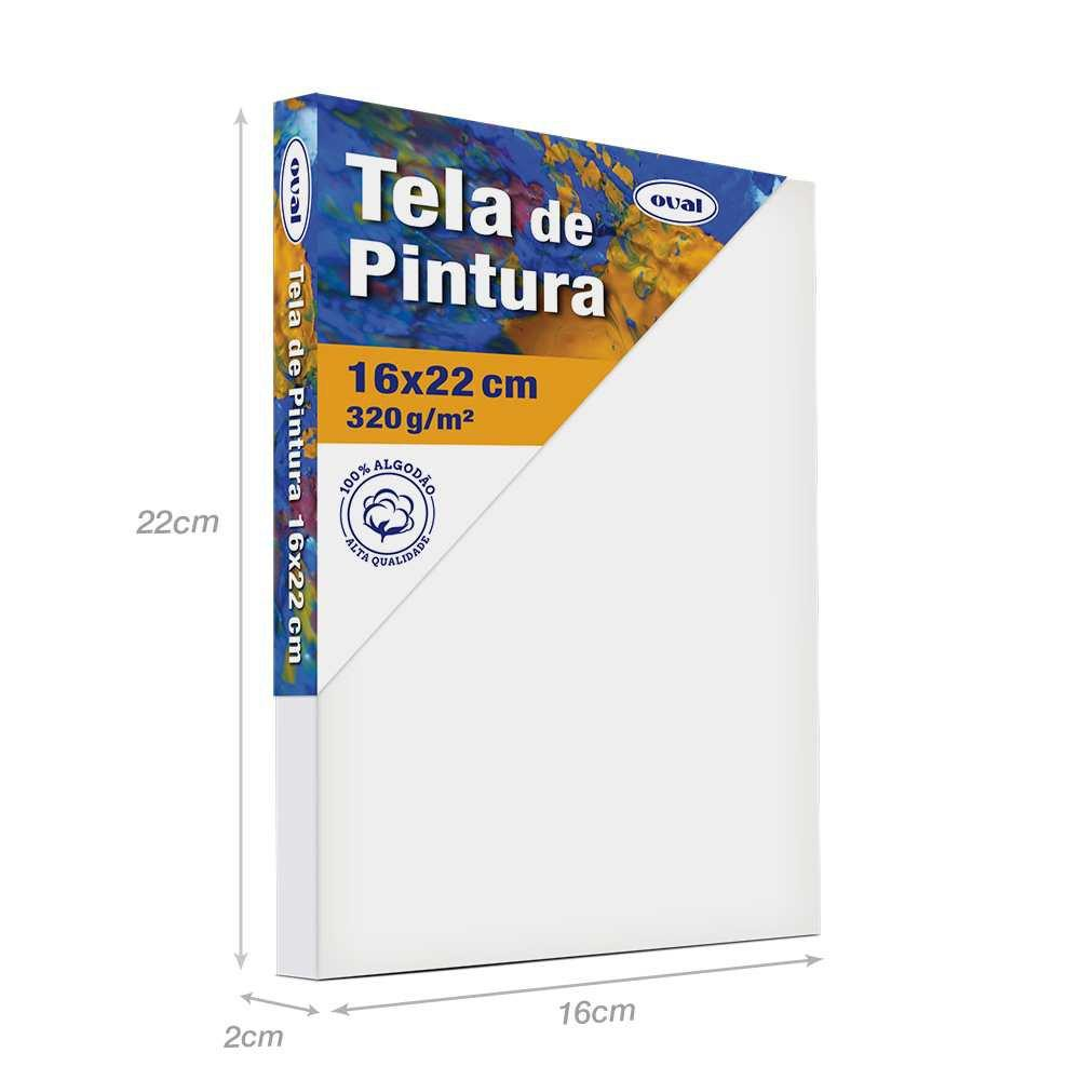 oval
Tela de Pintura 16x22 cm
Tela de
Pintura
oval
16x22 cm
320 g/m²
100% ALGODÃO
ALTA QUALIDADE
22cm
2cm
16cm